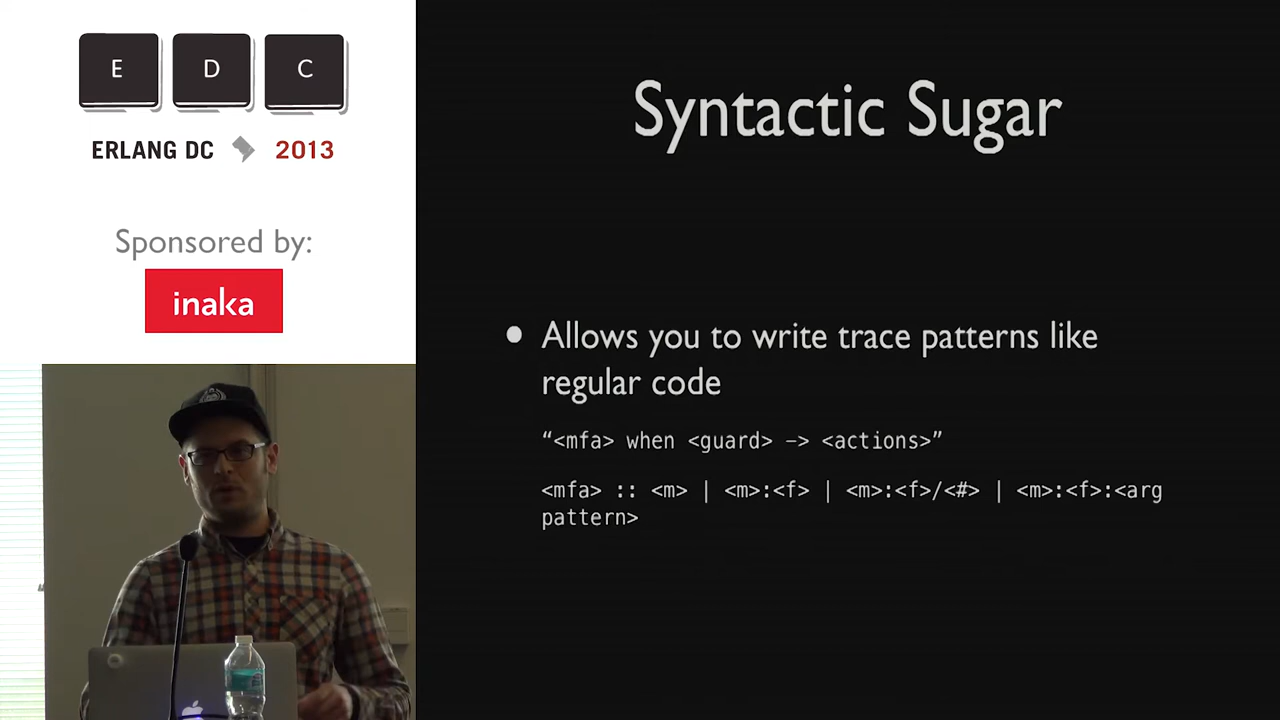 E D C
ERLANG DC 2013
Sponsored by:
inaka
Syntactic Sugar
• Allows you to write trace patterns like
regular code
“<mfa> when <guard> -> <actions>”
<mfa> :: <m> | <m>:<f> | <m>:<f>/<#> | <m>:<f>:<arg
pattern>